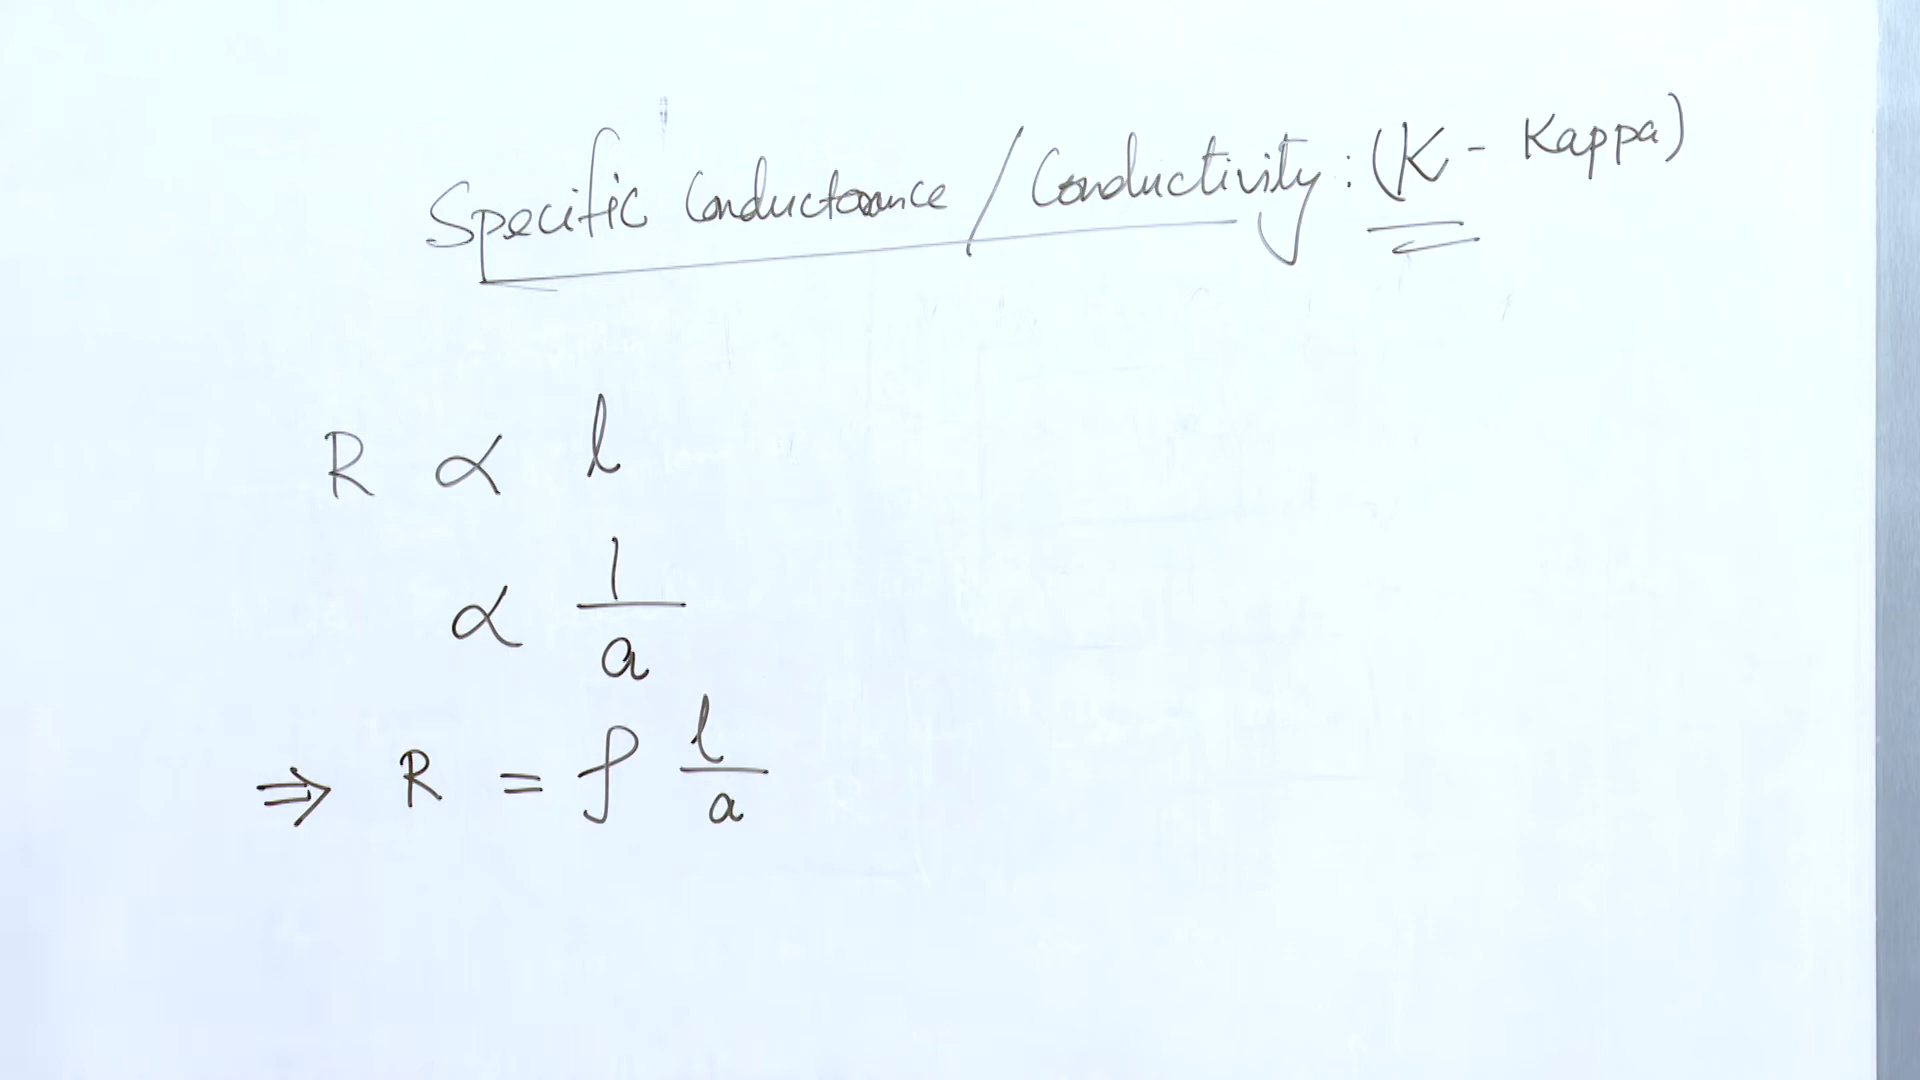 Specific Conductance / Conductivity: (K - Kappa)
R ∝ l
∝ 1/a
⇒ R = ρ l/a